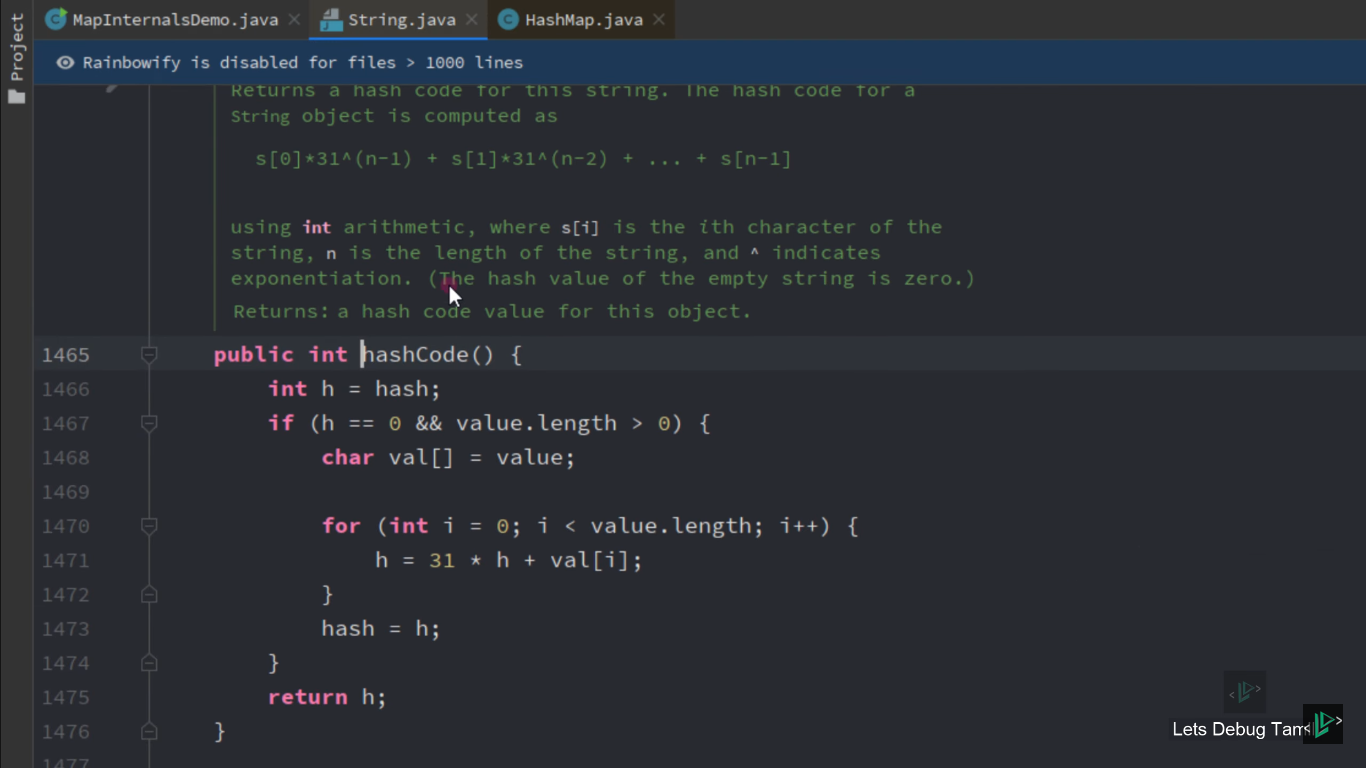 Project
MapInternalsDemo.java
String.java
HashMap.java
Rainbowify is disabled for files > 1000 lines
Returns a hash code for this string. The hash code for a
String object is computed as
s[0]*31^(n-1) + s[1]*31^(n-2) + ... + s[n-1]
using int arithmetic, where s[i] is the ith character of the
string, n is the length of the string, and ^ indicates
exponentiation. (The hash value of the empty string is zero.)
Returns: a hash code value for this object.
1465 public int hashCode() {
1466 int h = hash;
1467 if (h == 0 && value.length > 0) {
1468 char val[] = value;
1469
1470 for (int i = 0; i < value.length; i++) {
1471 h = 31 * h + val[i];
1472 }
1473 hash = h;
1474 }
1475 return h;
1476 }
1477
Lets Debug